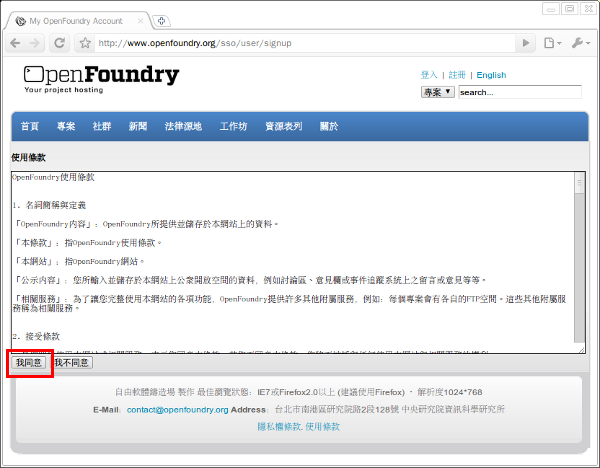 My OpenFoundry Account
http://www.openfoundry.org/sso/user/signup
OpenFoundry
Your project hosting
登入 | 註冊 | English
專案 search...
首頁 專案 社群 新聞 法律源地 工作坊 資源表列 關於
使用條款
OpenFoundry使用條款
1. 名詞簡稱與定義
「OpenFoundry內容」：OpenFoundry所提供並儲存於本網站上的資料。
「本條款」：指OpenFoundry使用條款。
「本網站」：指OpenFoundry網站。
「公示內容」：您所輸入並儲存於本網站上公眾開放空間的資料，例如討論區、意見欄或事件追蹤系統上之留言或意見等等。
「相關服務」：為了讓您完整使用本網站的各項功能，OpenFoundry提供許多其他附屬服務，例如：每個專案會有各自的FTP空間。這些其他附屬服
務稱為相關服務。
2. 接受條款
我同意 我不同意
自由軟體鑄造場 製作 最佳瀏覽狀態：IE7或Firefox2.0以上 (建議使用Firefox) ‧ 解析度1024*768
E-Mail：contact@openfoundry.org Address：台北市南港區研究院路2段128號 中央研究院資訊科學研究所
隱私權條款, 使用條款